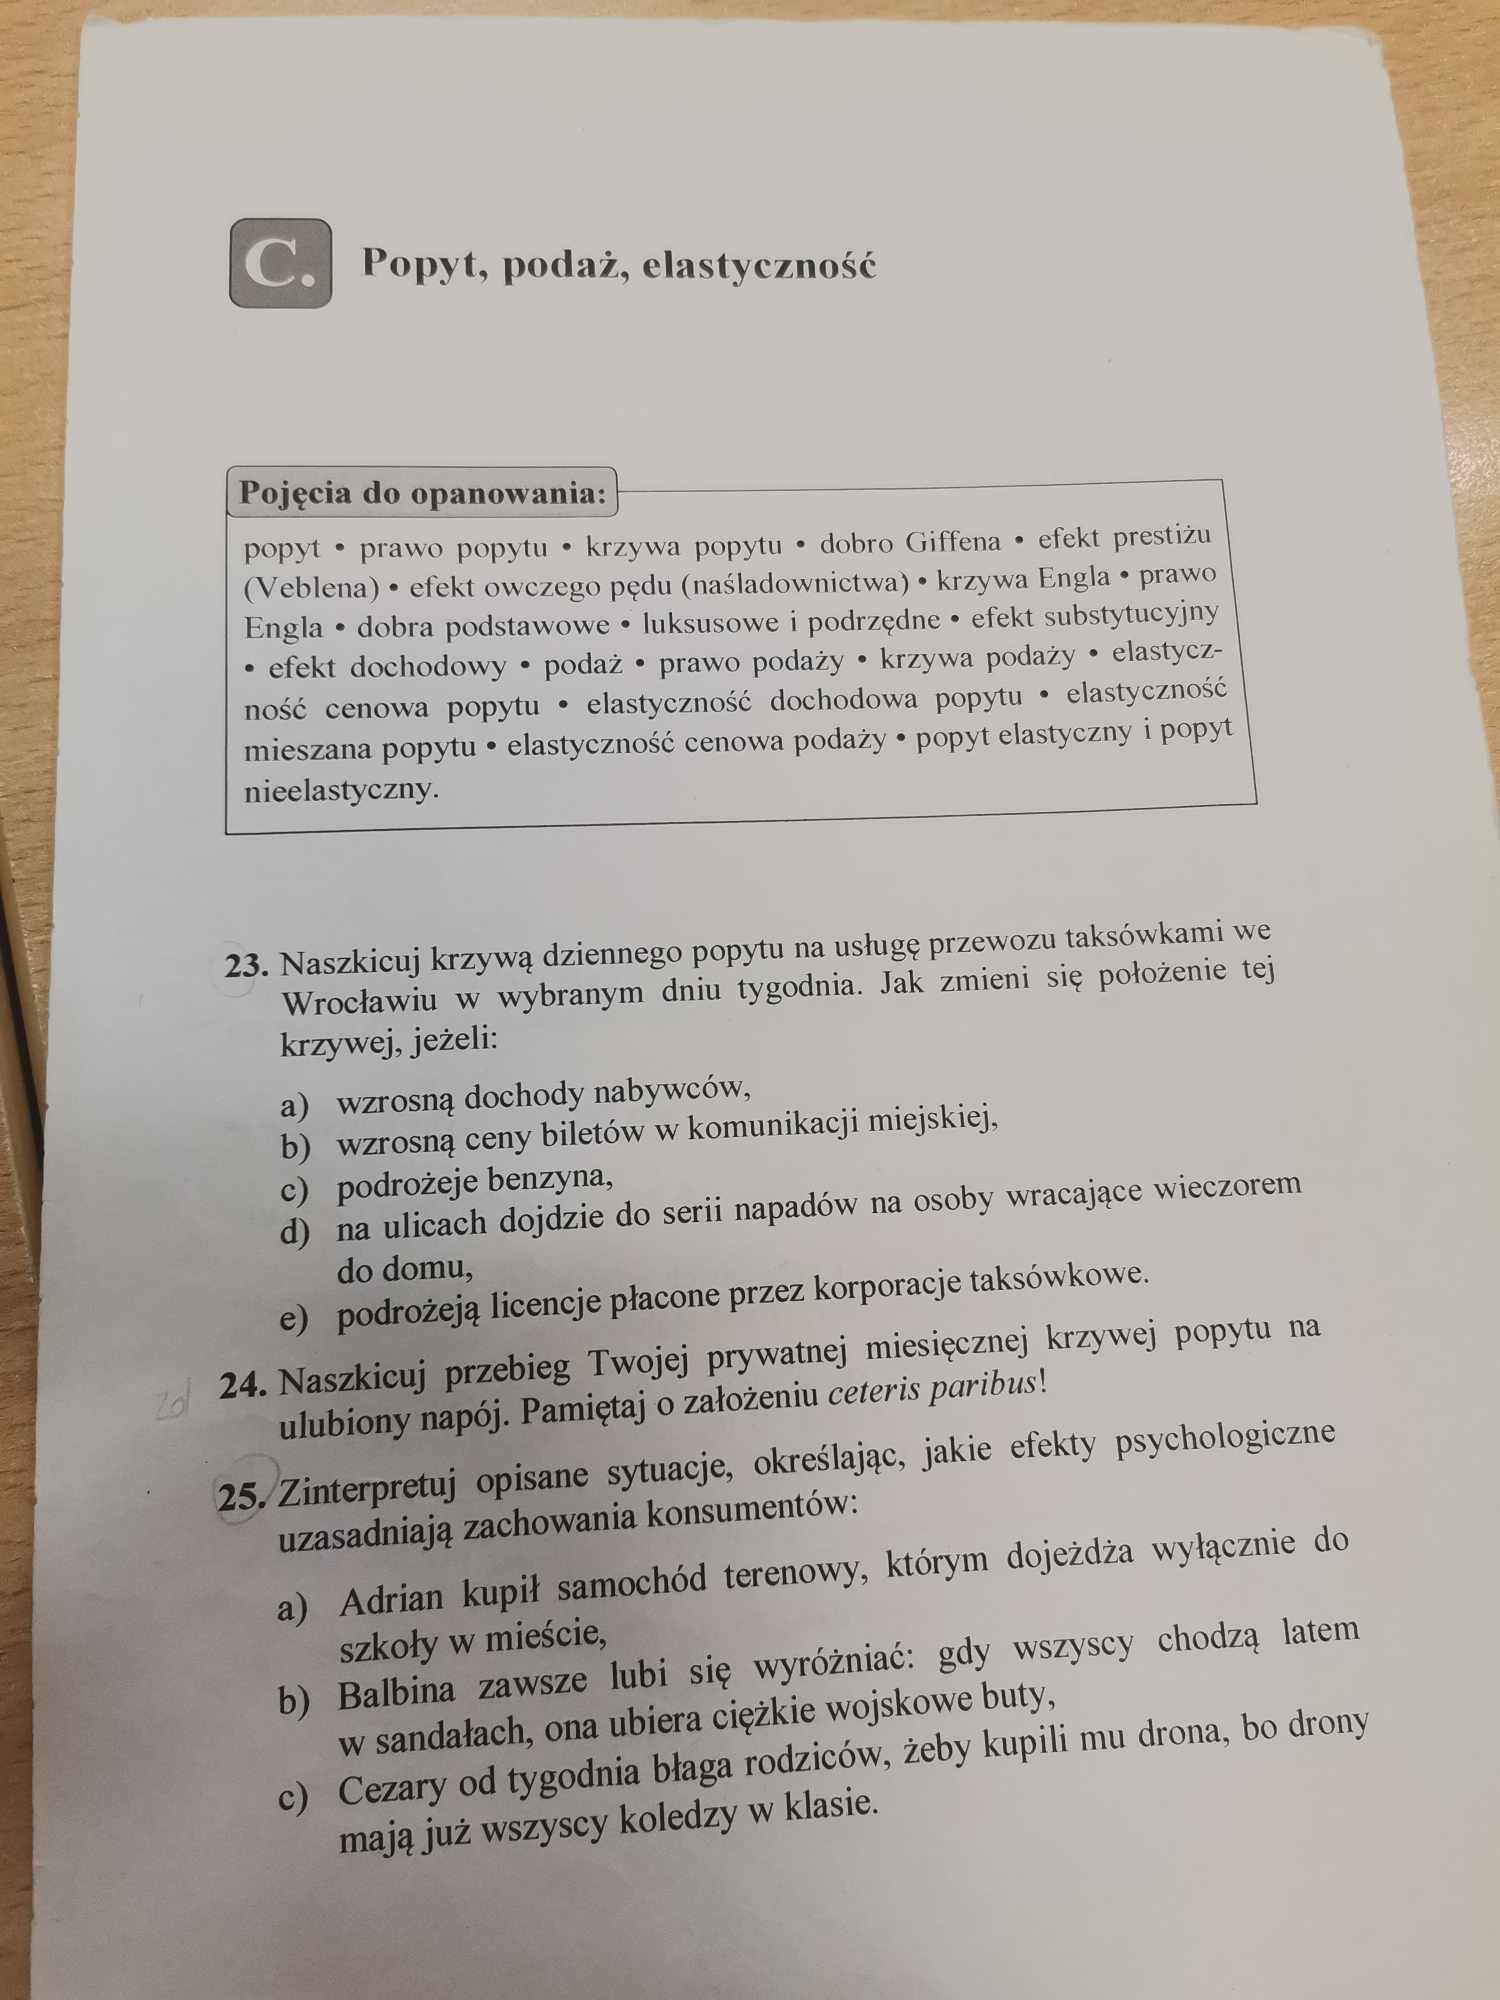 C. Popyt, podaż, elastyczność
Pojęcia do opanowania:
popyt • prawo popytu • krzywa popytu • dobro Giffena • efekt prestiżu
(Veblena) • efekt owczego pędu (naśladownictwa) • krzywa Engla • prawo
Engla • dobra podstawowe • luksusowe i podrzędne • efekt substytucyjny
• efekt dochodowy • podaż • prawo podaży • krzywa podaży • elastycz-
ność cenowa popytu • elastyczność dochodowa popytu • elastyczność
mieszana popytu • elastyczność cenowa podaży • popyt elastyczny i popyt
nieelastyczny.
23. Naszkicuj krzywą dziennego popytu na usługę przewozu taksówkami we
Wrocławiu w wybranym dniu tygodnia. Jak zmieni się położenie tej
krzywej, jeżeli:
a) wzrosną dochody nabywców,
b) wzrosną ceny biletów w komunikacji miejskiej,
c) podrożeje benzyna,
d) na ulicach dojdzie do serii napadów na osoby wracające wieczorem
do domu,
e) podrożeją licencje płacone przez korporacje taksówkowe.
24. Naszkicuj przebieg Twojej prywatnej miesięcznej krzywej popytu na
ulubiony napój. Pamiętaj o założeniu ceteris paribus!
25. Zinterpretuj opisane sytuacje, określając, jakie efekty psychologiczne
uzasadniają zachowania konsumentów:
a) Adrian kupił samochód terenowy, którym dojeżdża wyłącznie do
szkoły w mieście,
b) Balbina zawsze lubi się wyróżniać: gdy wszyscy chodzą latem
w sandałach, ona ubiera ciężkie wojskowe buty,
c) Cezary od tygodnia błaga rodziców, żeby kupili mu drona, bo drony
mają już wszyscy koledzy w klasie.